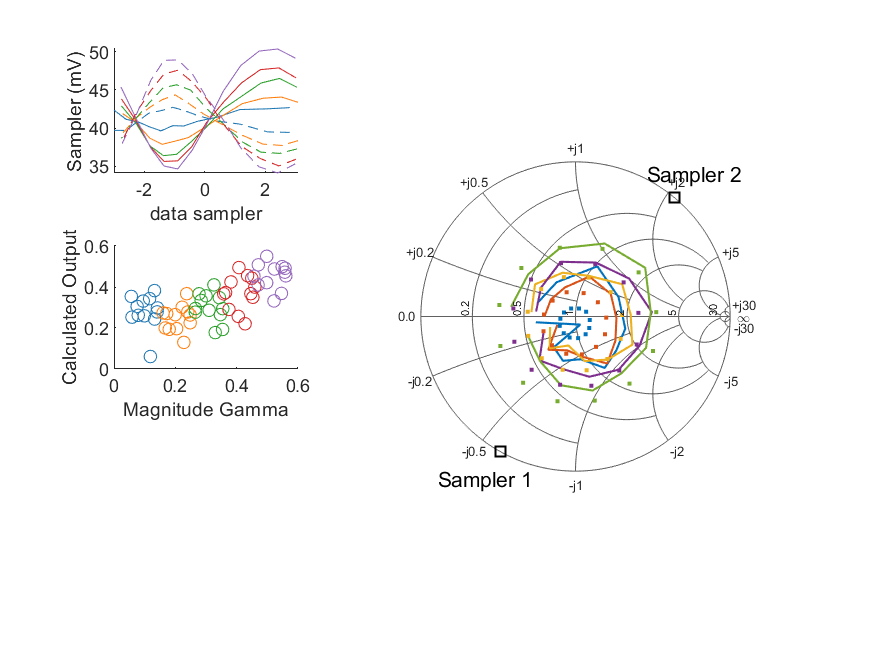 Sampler (mV)
50
45
40
35
-2
0
2
data sampler
Calculated Output
0.6
0.4
0.2
0
0
0.2
0.4
0.6
Magnitude Gamma
+j1
Sampler 2
+j2
+j0.5
+j0.2
+j5
0.0
0.2
0.5
1
2
5
30
+j30
∞
-j30
-j0.2
-j5
-j0.5
-j2
Sampler 1
-j1